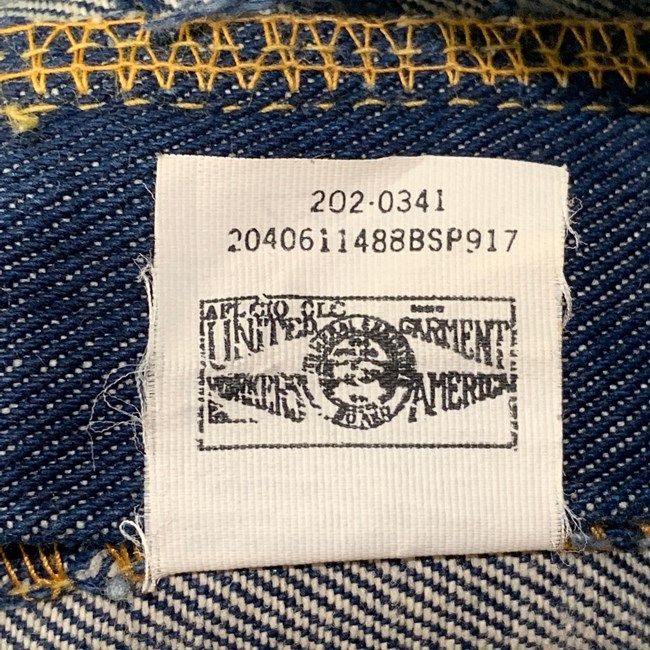 202-0341
2040611488BSP917
AFL CIO CLC
UNITED GARMENT
WORKERS AMERICA